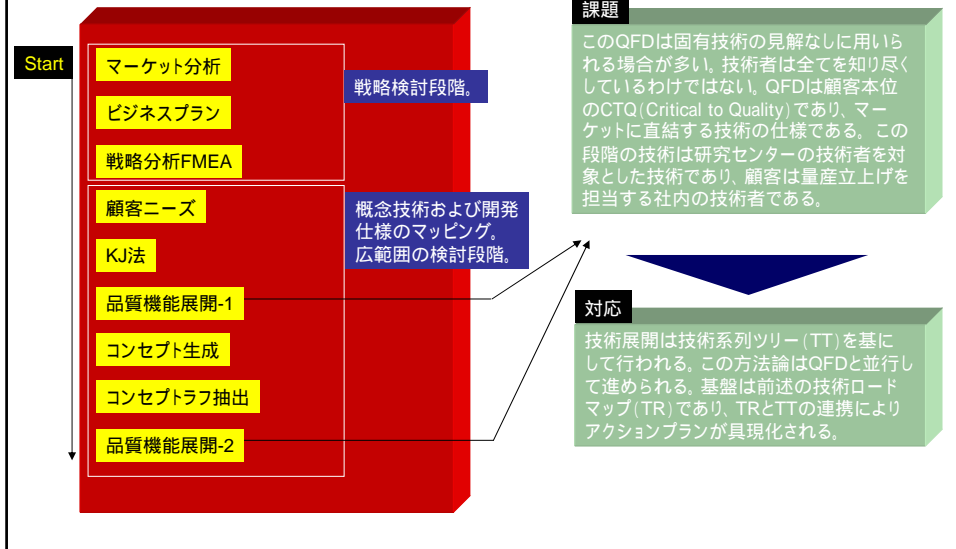 Start
マーケット分析
ビジネスプラン
戦略分析FMEA
戦略検討段階。
顧客ニーズ
KJ法
品質機能展開-1
コンセプト生成
コンセプトラフ抽出
品質機能展開-2
概念技術および開発
仕様のマッピング。
広範囲の検討段階。
課題
このQFDは固有技術の見解なしに用いら
れる場合が多い。技術者は全てを知り尽く
しているわけではない。QFDは顧客本位
のCTQ(Critical to Quality)であり、マー
ケットに直結する技術の仕様である。この
段階の技術は研究センターの技術者を対
象とした技術であり、顧客は量産立上げを
担当する社内の技術者である。
対応
技術展開は技術系列ツリー(TT)を基に
して行われる。この方法論はQFDと並行し
て進められる。基盤は前述の技術ロード
マップ(TR)であり、TRとTTの連携により
アクションプランが具現化される。